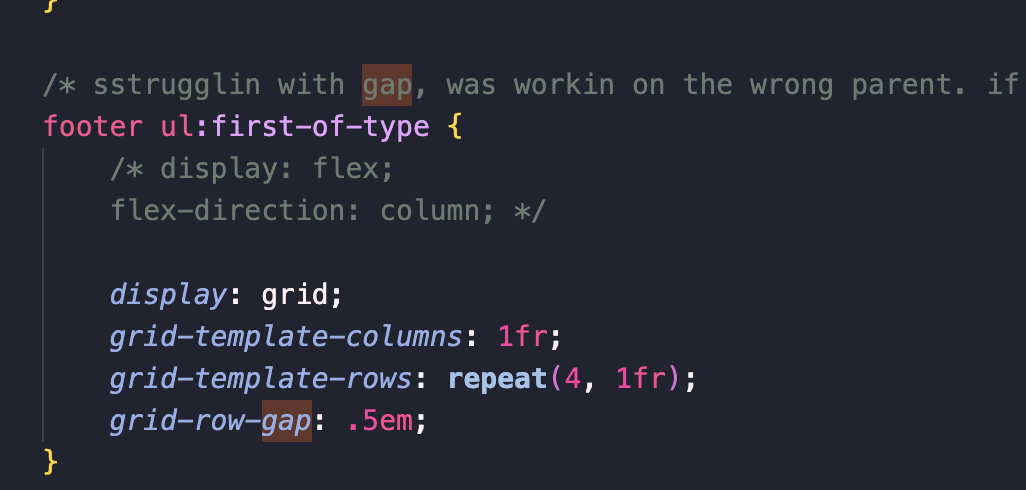 }
/* sstrugglin with gap, was workin on the wrong parent. if
footer ul:first-of-type {
/* display: flex;
flex-direction: column; */
display: grid;
grid-template-columns: 1fr;
grid-template-rows: repeat(4, 1fr);
grid-row-gap: .5em;
}